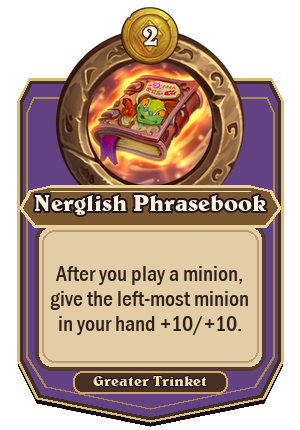 2
Nerglish Phrasebook
After you play a minion,
give the left-most minion
in your hand +10/+10.
Greater Trinket